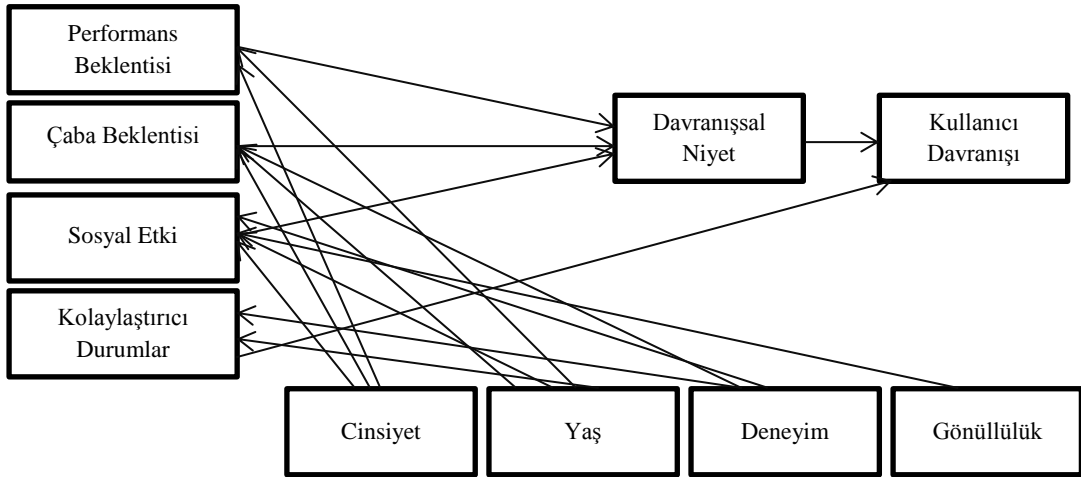 Performans
Beklentisi
Çaba Beklentisi
Sosyal Etki
Kolaylaştırıcı
Durumlar
Davranışsal
Niyet
Kullanıcı
Davranışı
Cinsiyet
Yaş
Deneyim
Gönüllülük